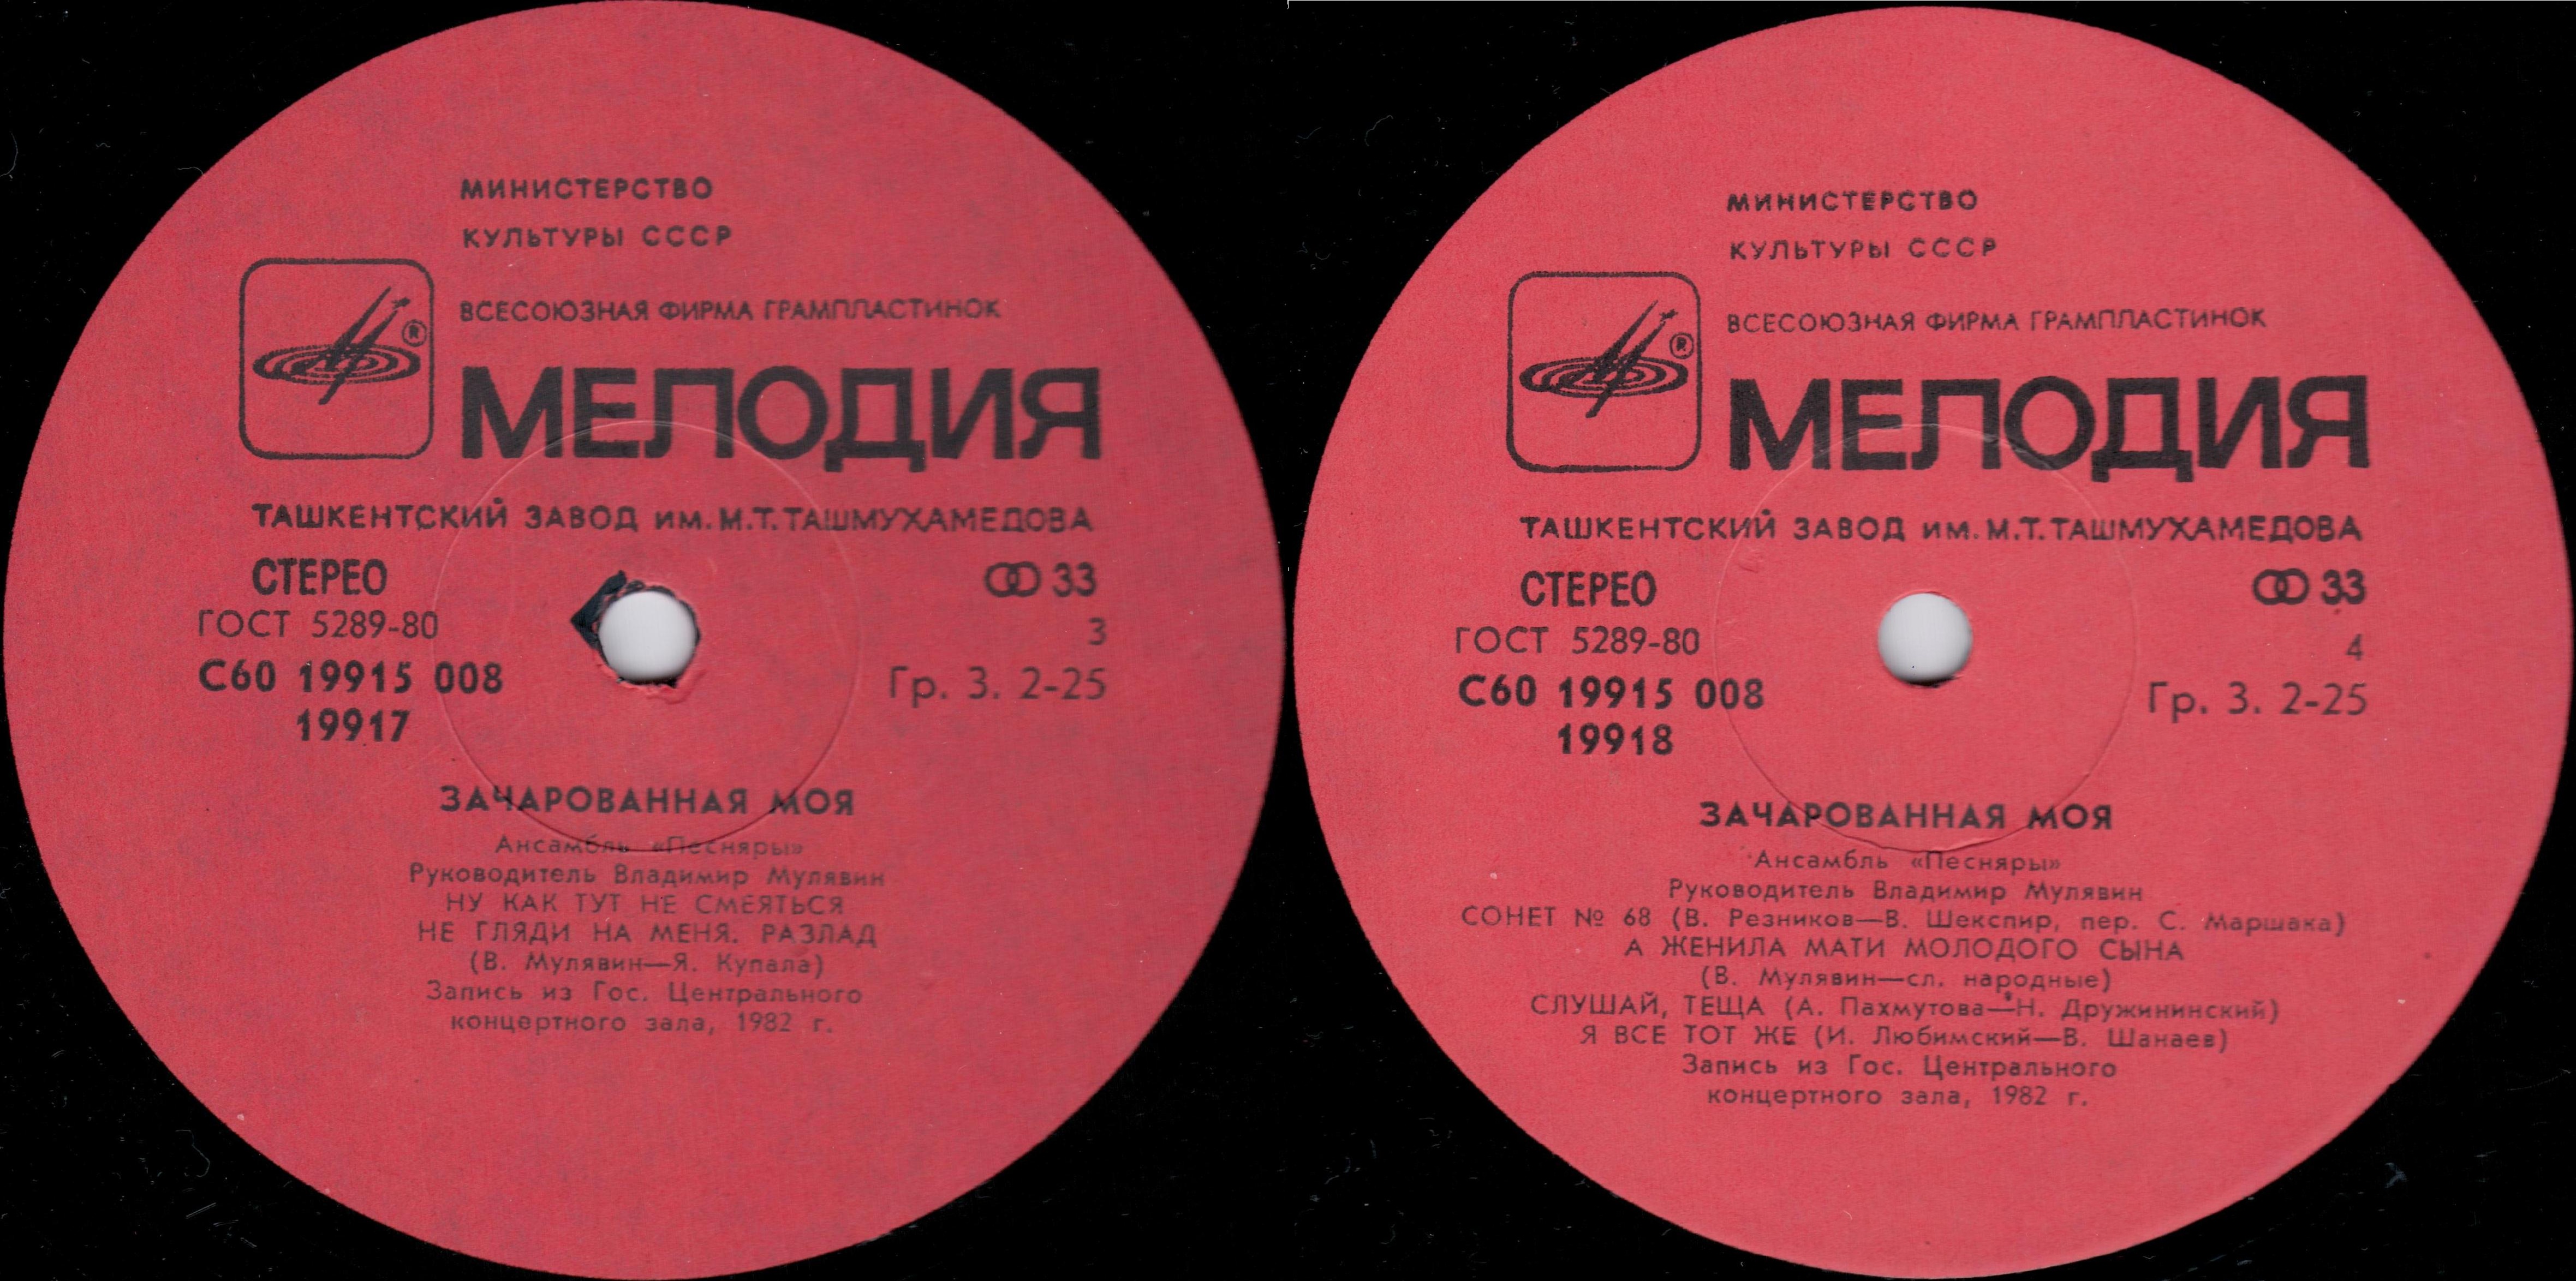 МИНИСТЕРСТВО
КУЛЬТУРЫ СССР
ВСЕСОЮЗНАЯ ФИРМА ГРАМПЛАСТИНОК
®
МЕЛОДИЯ
ТАШКЕНТСКИЙ ЗАВОД ИМ. М.Т. ТАШМУХАМЕДОВА
СТЕРЕО 33
ГОСТ 5289-80 3
С60 19915 008 Гр. 3. 2-25
19917
ЗАЧАРОВАННАЯ МОЯ
Ансамбль «Песняры»
Руководитель Владимир Мулявин
НУ КАК ТУТ НЕ СМЕЯТЬСЯ
НЕ ГЛЯДИ НА МЕНЯ. РАЗЛАД
(В. Мулявин—Я. Купала)
Запись из Гос. Центрального
концертного зала, 1982 г.
МИНИСТЕРСТВО
КУЛЬТУРЫ СССР
ВСЕСОЮЗНАЯ ФИРМА ГРАМПЛАСТИНОК
®
МЕЛОДИЯ
ТАШКЕНТСКИЙ ЗАВОД ИМ. М.Т. ТАШМУХАМЕДОВА
СТЕРЕО 33
ГОСТ 5289-80 4
С60 19915 008 Гр. 3. 2-25
19918
ЗАЧАРОВАННАЯ МОЯ
Ансамбль «Песняры»
Руководитель Владимир Мулявин
СОНЕТ № 68 (В. Резников—В. Шекспир, пер. С. Маршака)
А ЖЕНИЛА МАТИ МОЛОДОГО СЫНА
(В. Мулявин—сл. народные)
СЛУШАЙ, ТЕЩА (А. Пахмутова—Н. Дружининский)
Я ВСЕ ТОТ ЖЕ (И. Любимский—В. Шанаев)
Запись из Гос. Центрального
концертного зала, 1982 г.